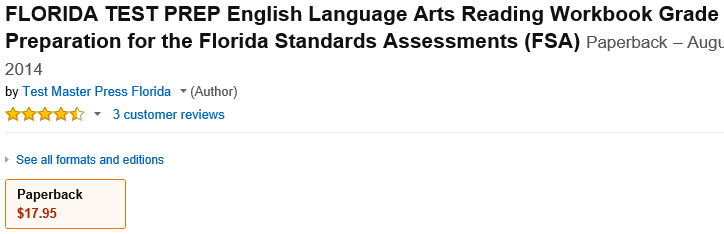 FLORIDA TEST PREP English Language Arts Reading Workbook Grade
Preparation for the Florida Standards Assessments (FSA) Paperback – Augu
2014
by Test Master Press Florida (Author)
3 customer reviews
See all formats and editions
Paperback
$17.95